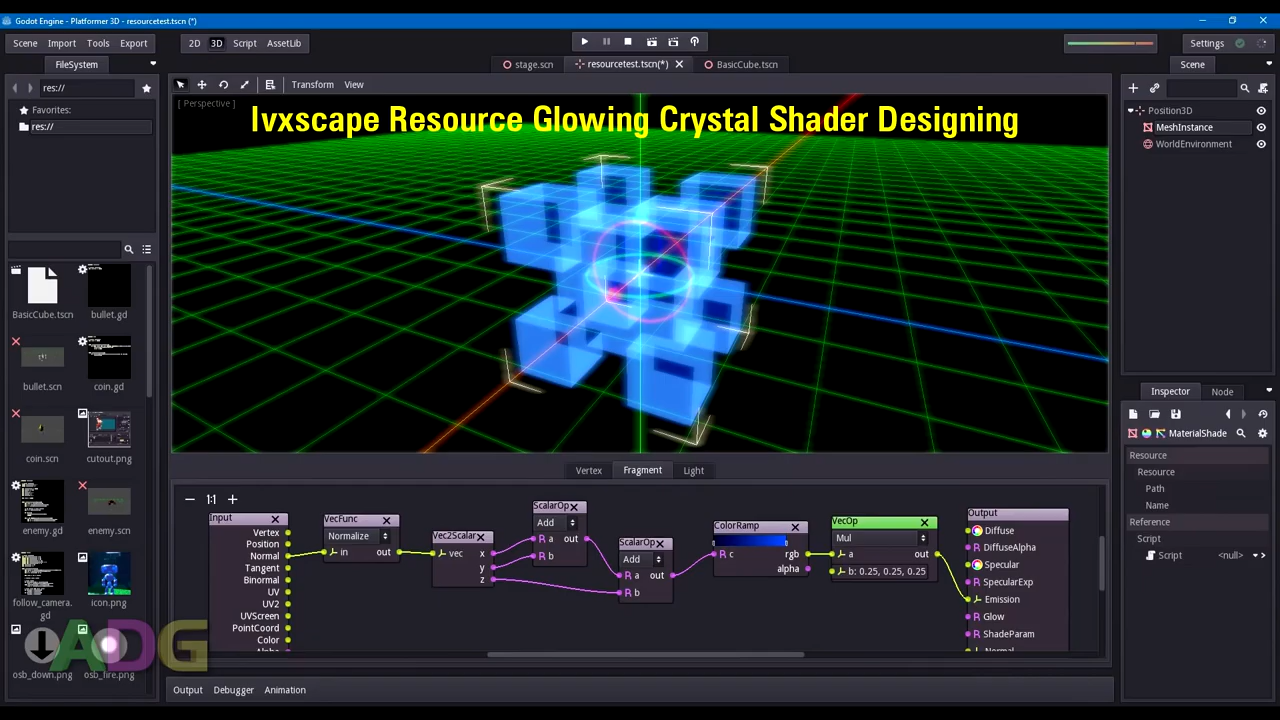 Godot Engine - Platformer 3D - resourcetest.tscn (*)
Scene Import Tools Export 2D 3D Script AssetLib Settings
FileSystem stage.scn resourcetest.tscn(*) BasicCube.tscn Scene
res://
Transform View
[ Perspective ]
Ivxscape Resource Glowing Crystal Shader Designing
Favorites:
res://
Position3D
MeshInstance
WorldEnvironment
BasicCube.tscn bullet.gd
bullet.scn coin.gd
coin.scn cutout.png
enemy.gd enemy.scn
follow_camera.gd icon.png
osb_down.png osb_fire.png
ADG
Inspector Node
MaterialShade
Resource
Resource
Path
Name
Reference
Script
Script <null>
Vertex Fragment Light
1:1
Input
Vertex
Position
Normal
Tangent
Binormal
UV
UV2
UVScreen
PointCoord
Color
VecFunc
Normalize
in out
Vec2Scalar
vec x
y
z
ScalarOp
Add
a out
b
ScalarOp
Add
a out
b
ColorRamp
c rgb
alpha
VecOp
Mul
a out
b: 0.25, 0.25, 0.25
Output
Diffuse
DiffuseAlpha
Specular
SpecularExp
Emission
Glow
ShadeParam
Normal
Output Debugger Animation